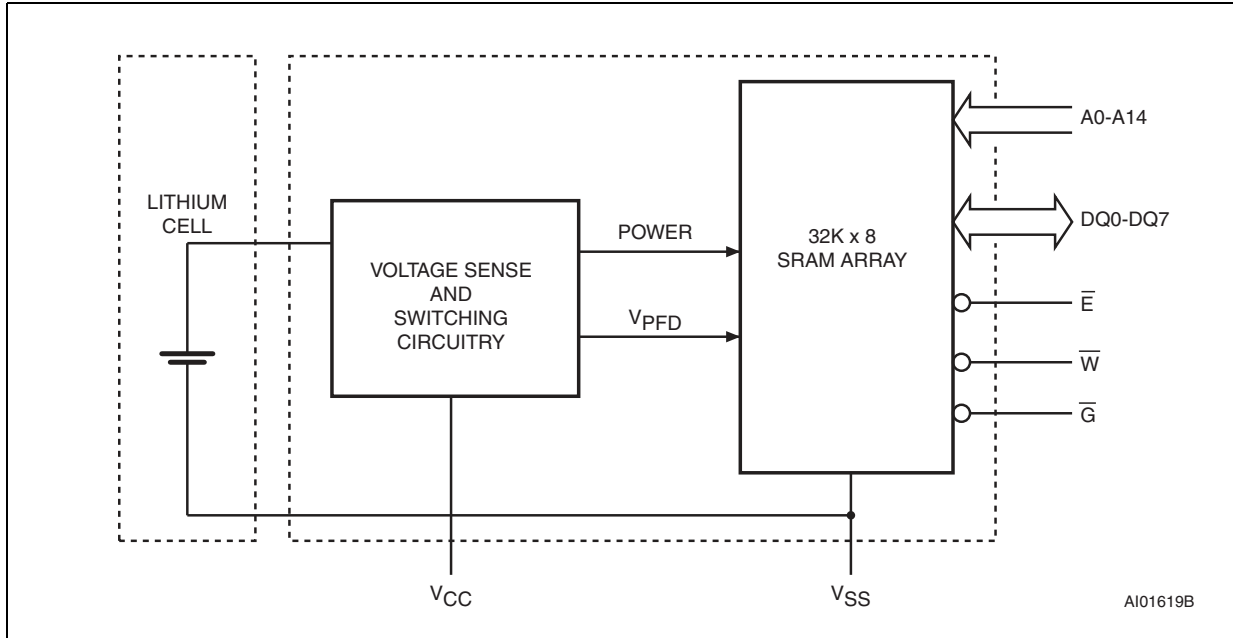 LITHIUM
CELL
VOLTAGE SENSE
AND
SWITCHING
CIRCUITRY
POWER
VPFD
32K x 8
SRAM ARRAY
A0-A14
DQ0-DQ7
E̅
W̅
G̅
VCC
VSS
AI01619B